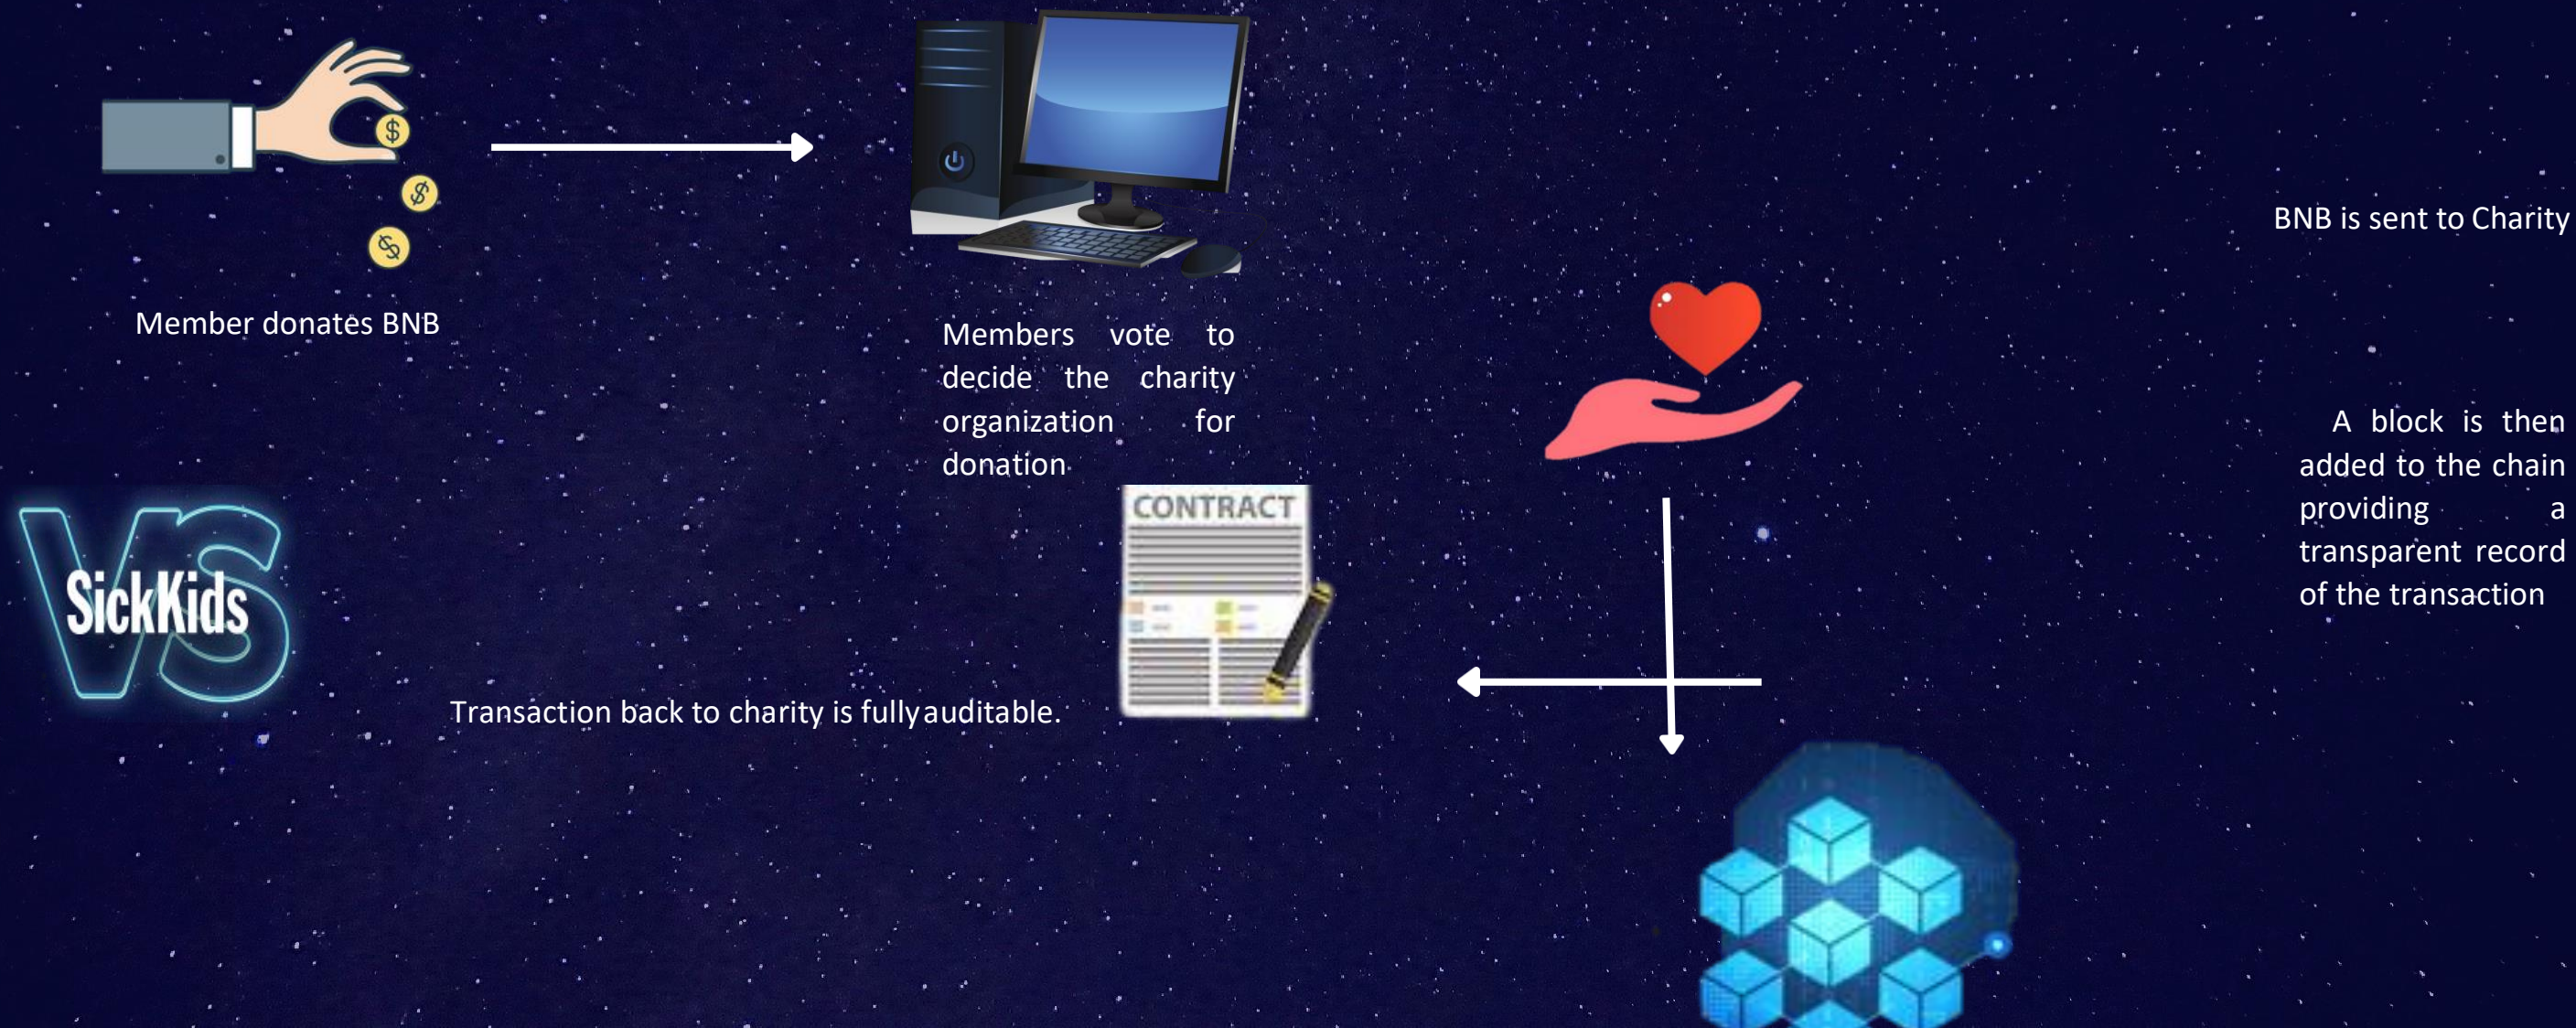 Member donates BNB
Members vote to
decide the charity
organization for
donation
BNB is sent to Charity
A block is then
added to the chain
providing a
transparent record
of the transaction
CONTRACT
VS
SickKids
Transaction back to charity is fully auditable.
$
$
$